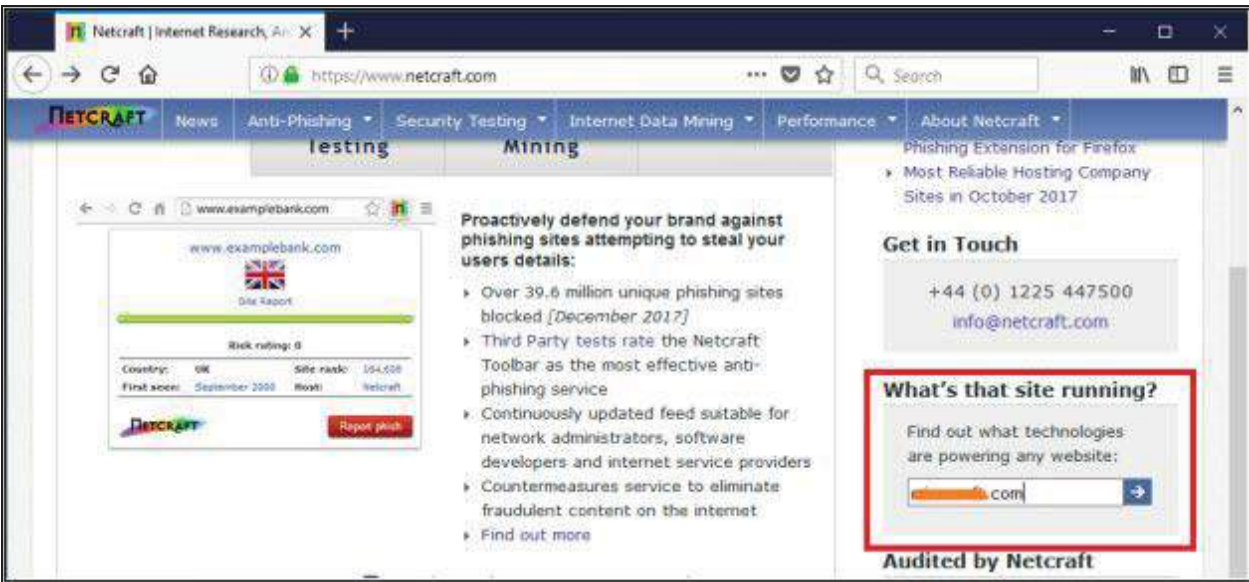 Netcraft | Internet Research, An
https://www.netcraft.com
Search
NETCRAFT News Anti-Phishing Security Testing Internet Data Mining Performance About Netcraft
Testing Mining
www.examplebank.com
www.examplebank.com
Site Report
Risk rating: 0
Country: UK Site rank: 164,608
First seen: September 2000 Host: Netcraft
NETCRAFT Report phish
Proactively defend your brand against
phishing sites attempting to steal your
users details:
Over 39.6 million unique phishing sites
blocked [December 2017]
Third Party tests rate the Netcraft
Toolbar as the most effective anti-
phishing service
Continuously updated feed suitable for
network administrators, software
developers and internet service providers
Countermeasures service to eliminate
fraudulent content on the internet
Find out more
Phishing Extension for Firefox
Most Reliable Hosting Company
Sites in October 2017
Get in Touch
+44 (0) 1225 447500
info@netcraft.com
What's that site running?
Find out what technologies
are powering any website:
.com
Audited by Netcraft